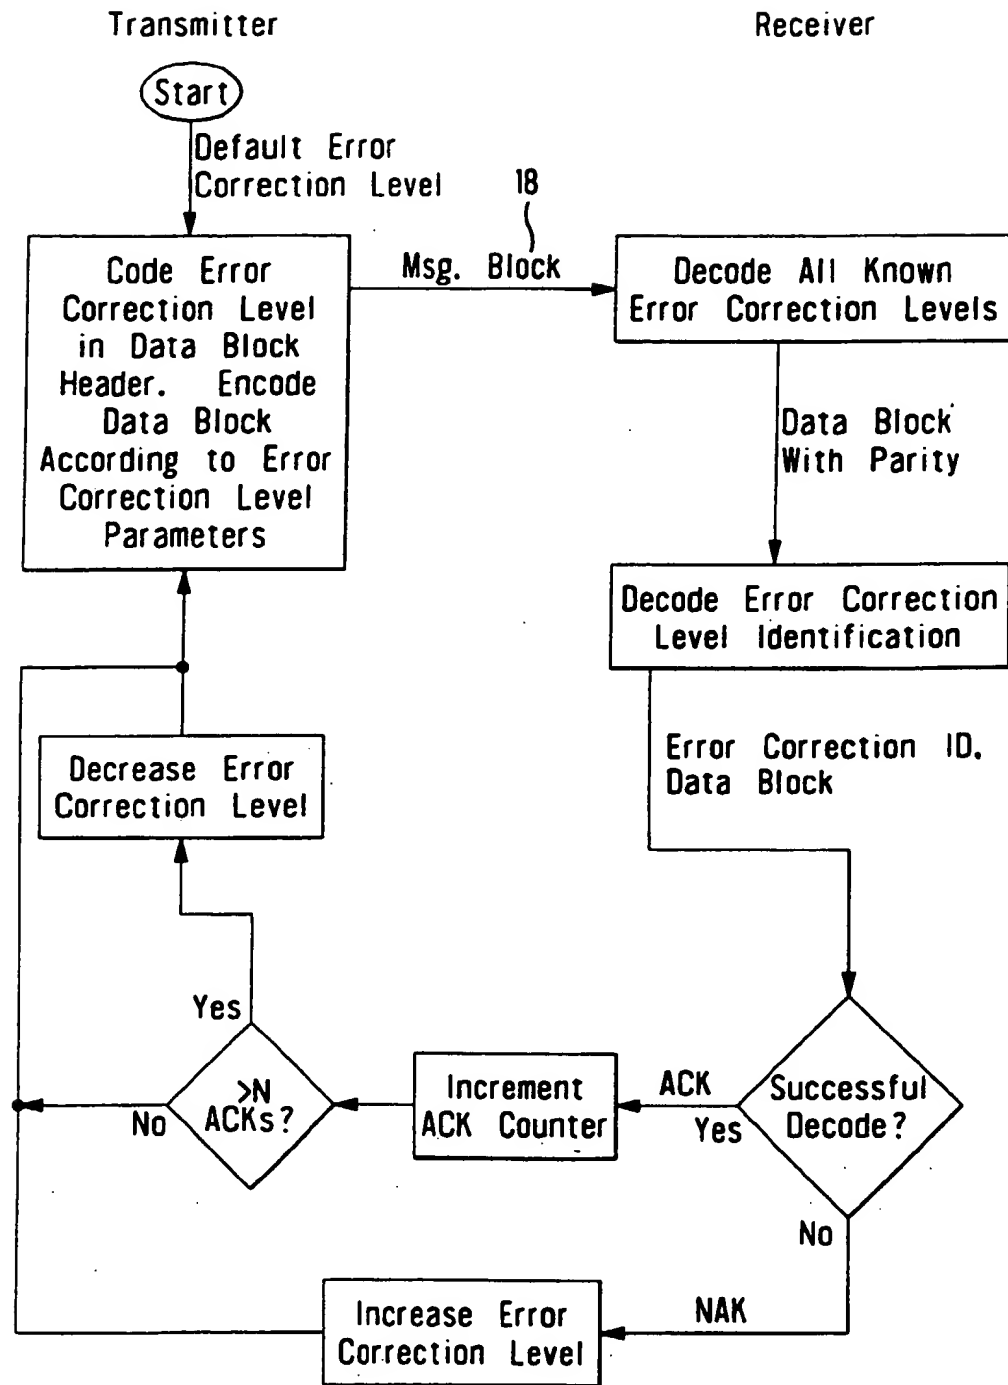 Transmitter
Receiver
Start
Default Error
Correction Level
18
Msg. Block
Code Error
Correction Level
in Data Block
Header. Encode
Data Block
According to Error
Correction Level
Parameters
Decode All Known
Error Correction Levels
Data Block
With Parity
Decode Error Correction
Level Identification
Error Correction ID.
Data Block
Decrease Error
Correction Level
Yes
>N
ACKs?
No
Increment
ACK Counter
ACK
Yes
Successful
Decode?
No
NAK
Increase Error
Correction Level